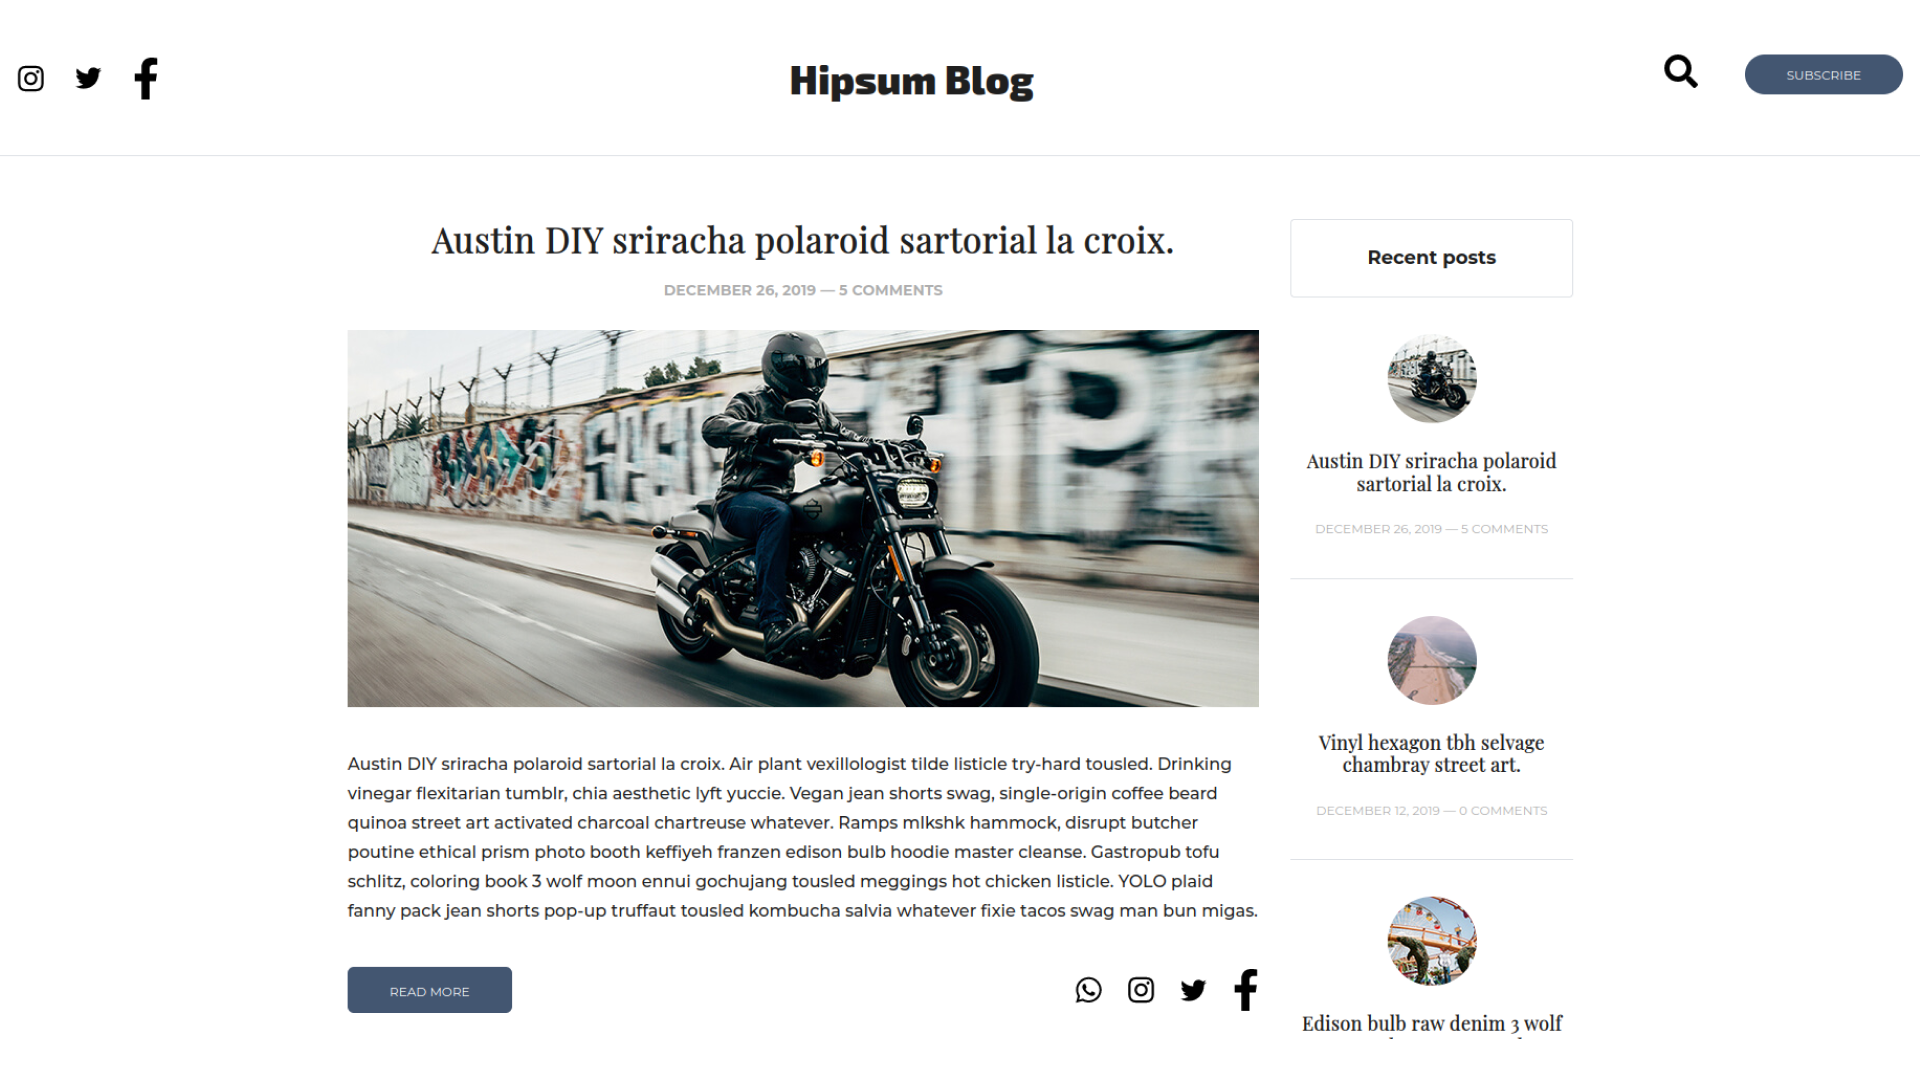 Hipsum Blog
SUBSCRIBE
Austin DIY sriracha polaroid sartorial la croix.
DECEMBER 26, 2019 — 5 COMMENTS
Austin DIY sriracha polaroid sartorial la croix. Air plant vexillologist tilde listicle try-hard tousled. Drinking
vinegar flexitarian tumblr, chia aesthetic lyft yuccie. Vegan jean shorts swag, single-origin coffee beard
quinoa street art activated charcoal chartreuse whatever. Ramps mlkshk hammock, disrupt butcher
poutine ethical prism photo booth keffiyeh franzen edison bulb hoodie master cleanse. Gastropub tofu
schlitz, coloring book 3 wolf moon ennui gochujang tousled meggings hot chicken listicle. YOLO plaid
fanny pack jean shorts pop-up truffaut tousled kombucha salvia whatever fixie tacos swag man bun migas.
READ MORE
Recent posts
Austin DIY sriracha polaroid
sartorial la croix.
DECEMBER 26, 2019 — 5 COMMENTS
Vinyl hexagon tbh selvage
chambray street art.
DECEMBER 12, 2019 — 0 COMMENTS
Edison bulb raw denim 3 wolf